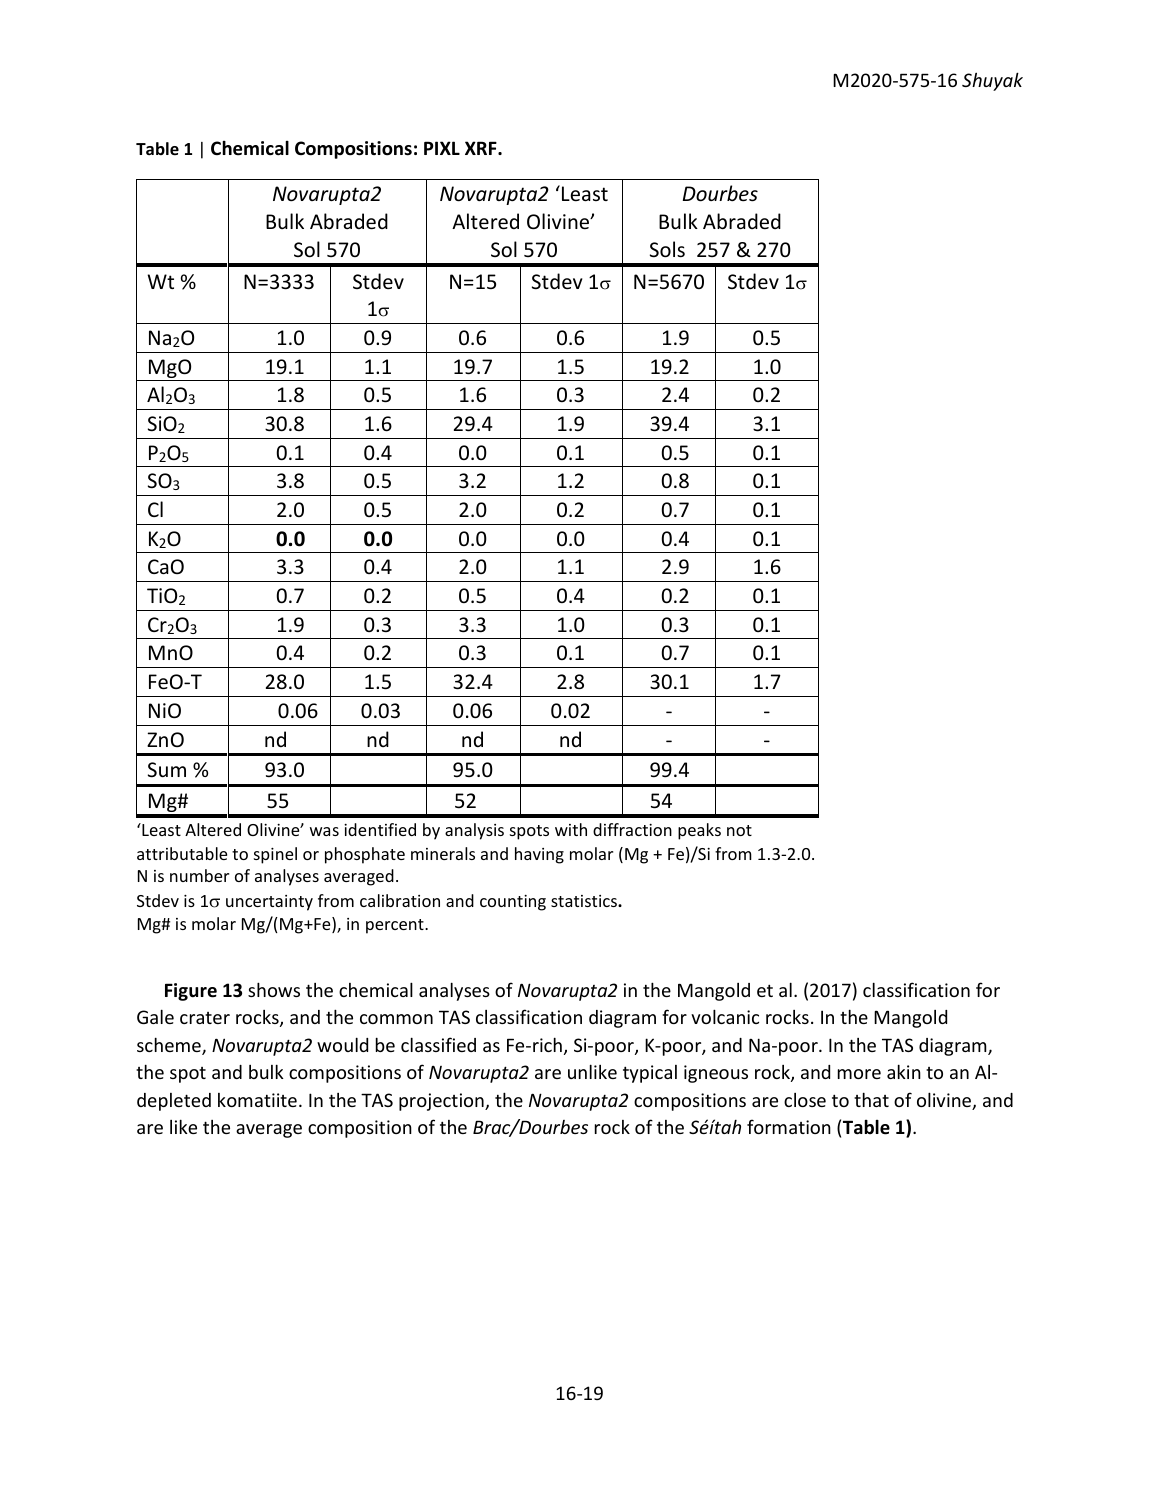 M2020-575-16 Shuyak
Table 1 | Chemical Compositions: PIXL XRF.
Novarupta2 Bulk Abraded Sol 570 Novarupta2 ‘Least Altered Olivine’ Sol 570 Dourbes Bulk Abraded Sols 257 & 270
Wt % N=3333 Stdev 1σ N=15 Stdev 1σ N=5670 Stdev 1σ
Na₂O 1.0 0.9 0.6 0.6 1.9 0.5
MgO 19.1 1.1 19.7 1.5 19.2 1.0
Al₂O₃ 1.8 0.5 1.6 0.3 2.4 0.2
SiO₂ 30.8 1.6 29.4 1.9 39.4 3.1
P₂O₅ 0.1 0.4 0.0 0.1 0.5 0.1
SO₃ 3.8 0.5 3.2 1.2 0.8 0.1
Cl 2.0 0.5 2.0 0.2 0.7 0.1
K₂O 0.0 0.0 0.0 0.0 0.4 0.1
CaO 3.3 0.4 2.0 1.1 2.9 1.6
TiO₂ 0.7 0.2 0.5 0.4 0.2 0.1
Cr₂O₃ 1.9 0.3 3.3 1.0 0.3 0.1
MnO 0.4 0.2 0.3 0.1 0.7 0.1
FeO-T 28.0 1.5 32.4 2.8 30.1 1.7
NiO 0.06 0.03 0.06 0.02 - -
ZnO nd nd nd nd - -
Sum % 93.0 95.0 99.4
Mg# 55 52 54
‘Least Altered Olivine’ was identified by analysis spots with diffraction peaks not
attributable to spinel or phosphate minerals and having molar (Mg + Fe)/Si from 1.3-2.0.
N is number of analyses averaged.
Stdev is 1σ uncertainty from calibration and counting statistics.
Mg# is molar Mg/(Mg+Fe), in percent.
Figure 13 shows the chemical analyses of Novarupta2 in the Mangold et al. (2017) classification for
Gale crater rocks, and the common TAS classification diagram for volcanic rocks. In the Mangold
scheme, Novarupta2 would be classified as Fe-rich, Si-poor, K-poor, and Na-poor. In the TAS diagram,
the spot and bulk compositions of Novarupta2 are unlike typical igneous rock, and more akin to an Al-
depleted komatiite. In the TAS projection, the Novarupta2 compositions are close to that of olivine, and
are like the average composition of the Brac/Dourbes rock of the Séítah formation (Table 1).
16-19